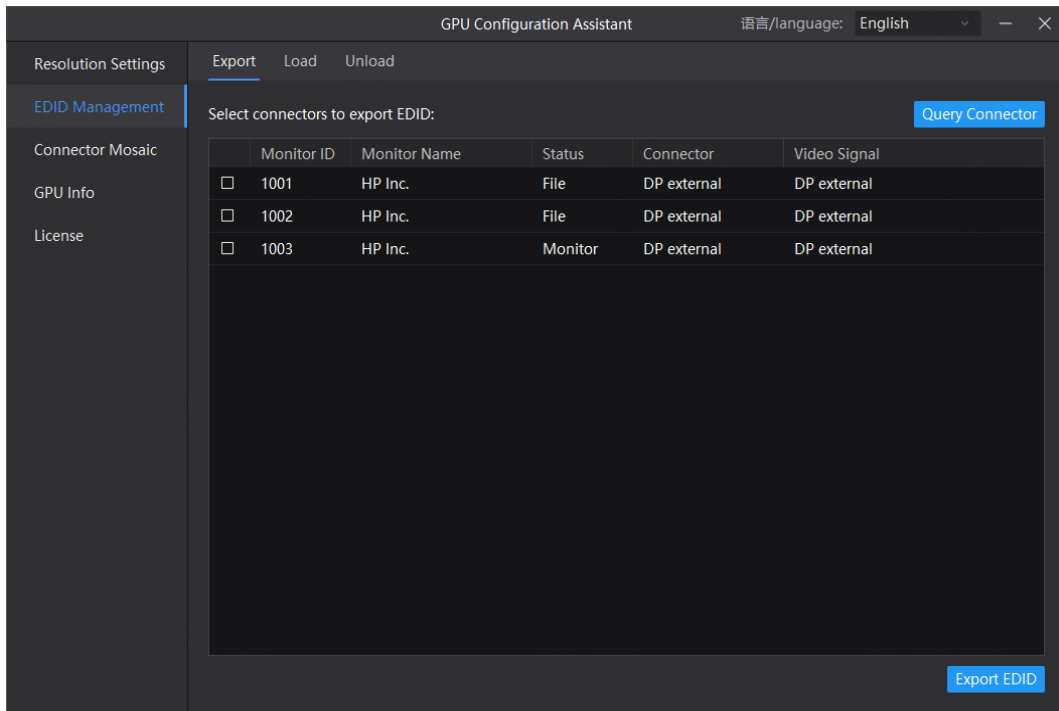 GPU Configuration Assistant 语言/language: English
Resolution Settings
EDID Management
Connector Mosaic
GPU Info
License
Export Load Unload
Select connectors to export EDID: Query Connector
Monitor ID Monitor Name Status Connector Video Signal
1001 HP Inc. File DP external DP external
1002 HP Inc. File DP external DP external
1003 HP Inc. Monitor DP external DP external
Export EDID